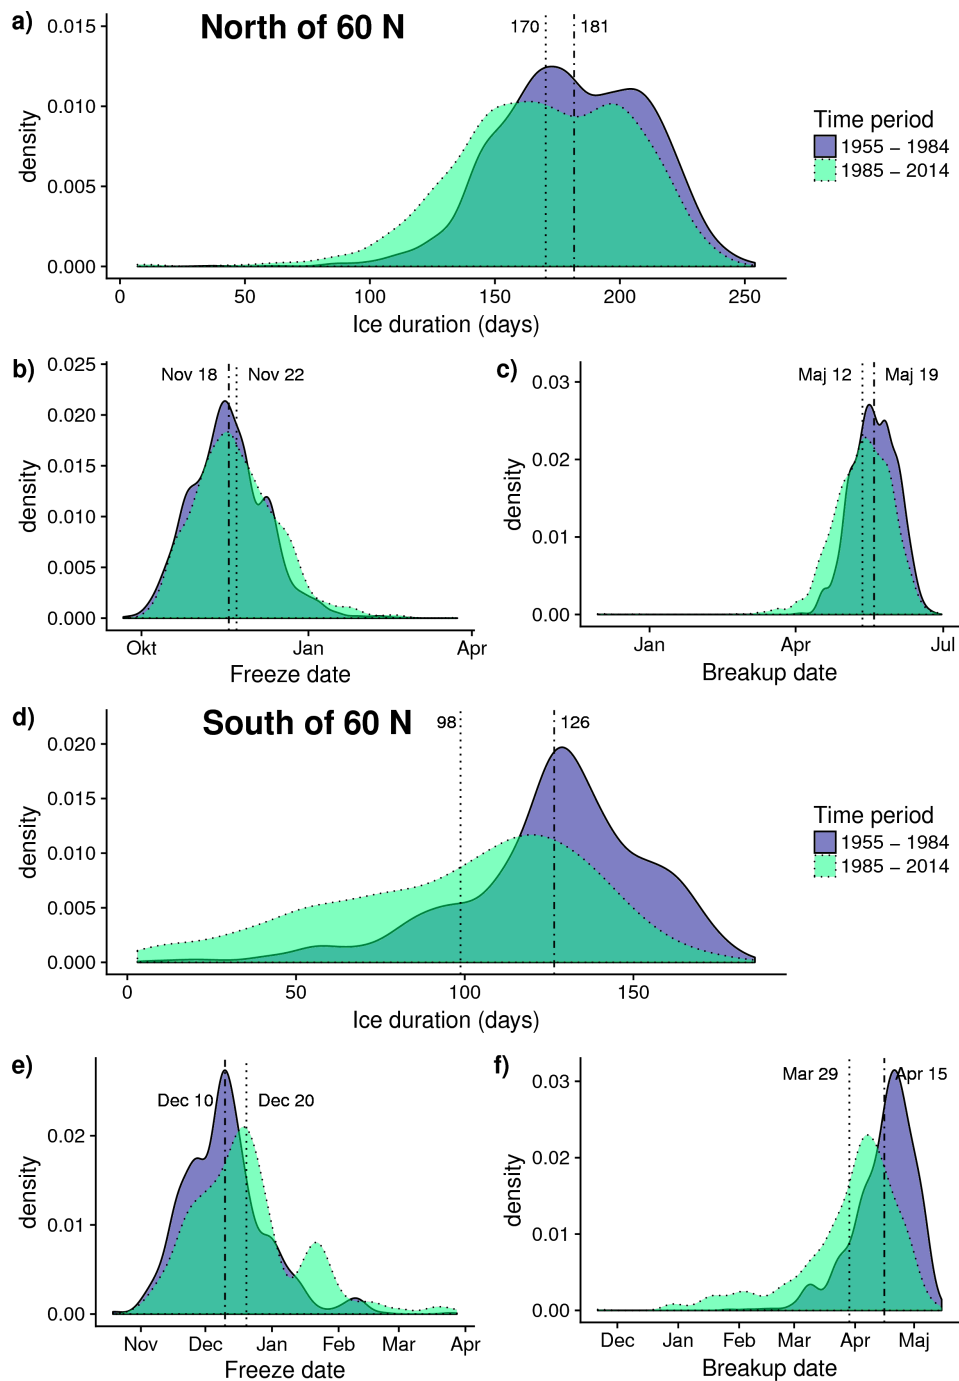 a)
North of 60 N
170
181
0.015
0.010
0.005
0.000
density
0
50
100
150
200
250
Ice duration (days)
Time period
1955 − 1984
1985 − 2014
b)
Nov 18
Nov 22
0.025
0.020
0.015
0.010
0.005
0.000
density
Okt
Jan
Apr
Freeze date
c)
Maj 12
Maj 19
0.03
0.02
0.01
0.00
density
Jan
Apr
Jul
Breakup date
d)
South of 60 N
98
126
0.020
0.015
0.010
0.005
0.000
density
0
50
100
150
Ice duration (days)
Time period
1955 − 1984
1985 − 2014
e)
Dec 10
Dec 20
0.02
0.01
0.00
density
Nov
Dec
Jan
Feb
Mar
Apr
Freeze date
f)
Mar 29
Apr 15
0.03
0.02
0.01
0.00
density
Dec
Jan
Feb
Mar
Apr
Maj
Breakup date